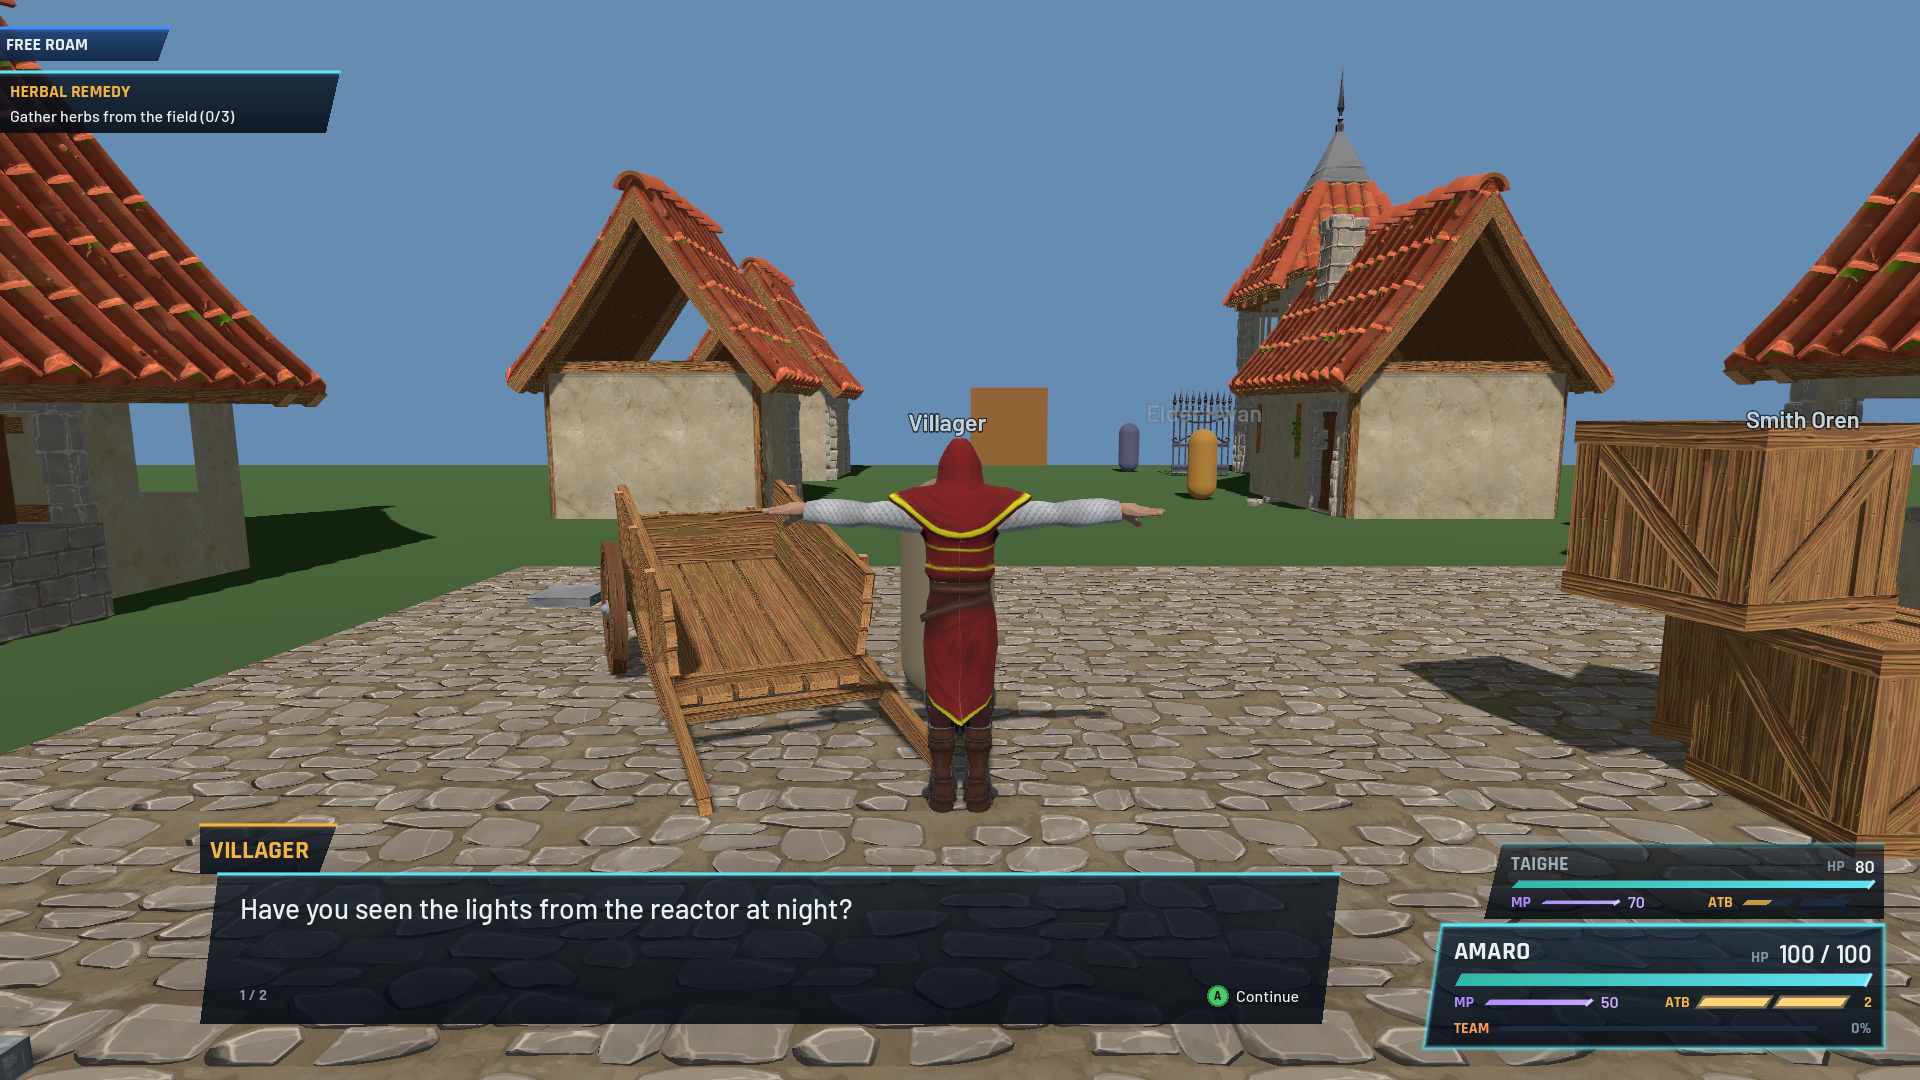 FREE ROAM
HERBAL REMEDY
Gather herbs from the field (0/3)
Villager
Smith Oren
VILLAGER
Have you seen the lights from the reactor at night?
1 / 2
A Continue
TAIGHE HP 80
MP 70 ATB
AMARO HP 100 / 100
MP 50 ATB 2
TEAM 0%